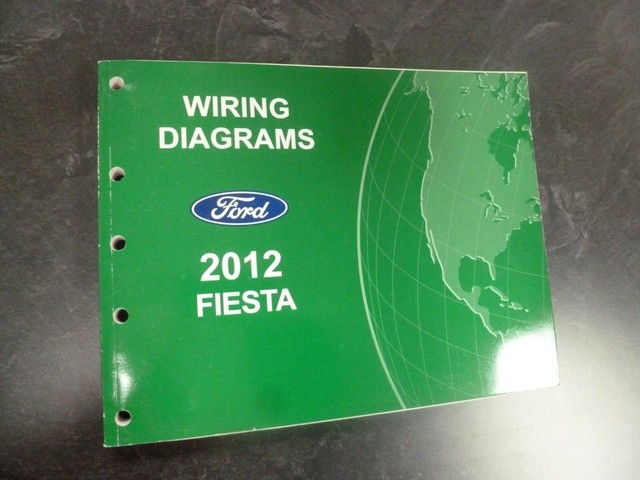 WIRING
DIAGRAMS
Ford
2012
FIESTA